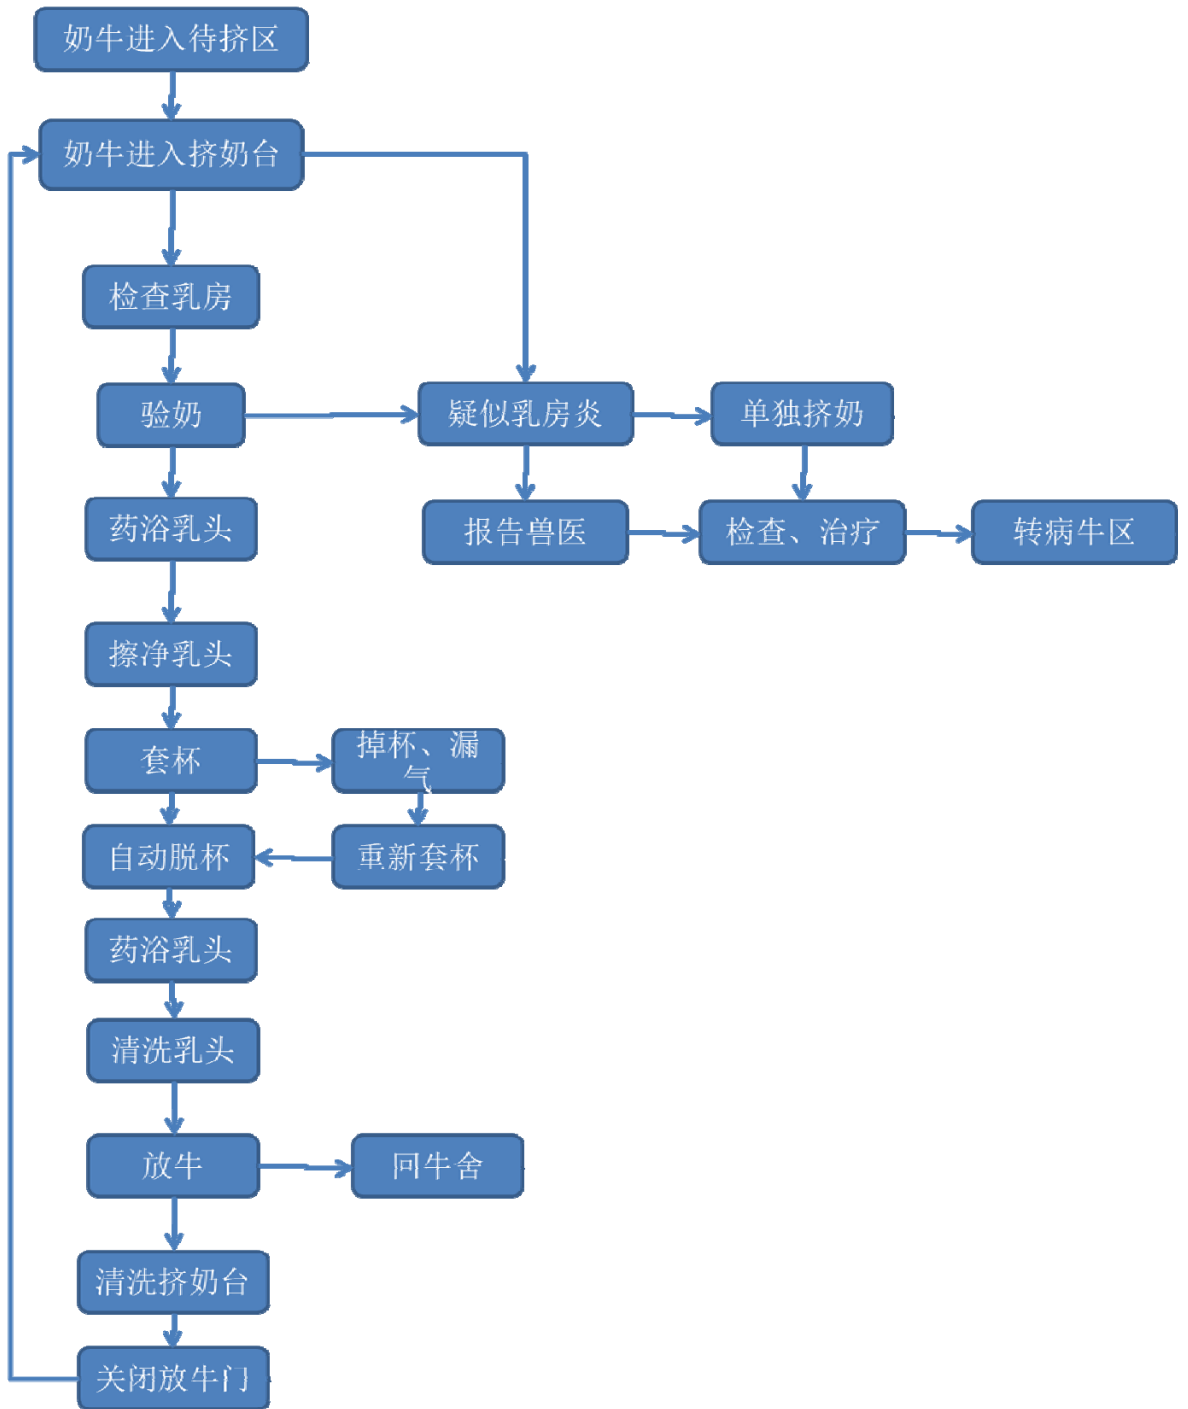 奶牛进入待挤区
奶牛进入挤奶台
检查乳房
验奶
疑似乳房炎
单独挤奶
药浴乳头
报告兽医
检查、治疗
转病牛区
擦净乳头
套杯
掉杯、漏
气
自动脱杯
重新套杯
药浴乳头
清洗乳头
放牛
回牛舍
清洗挤奶台
关闭放牛门